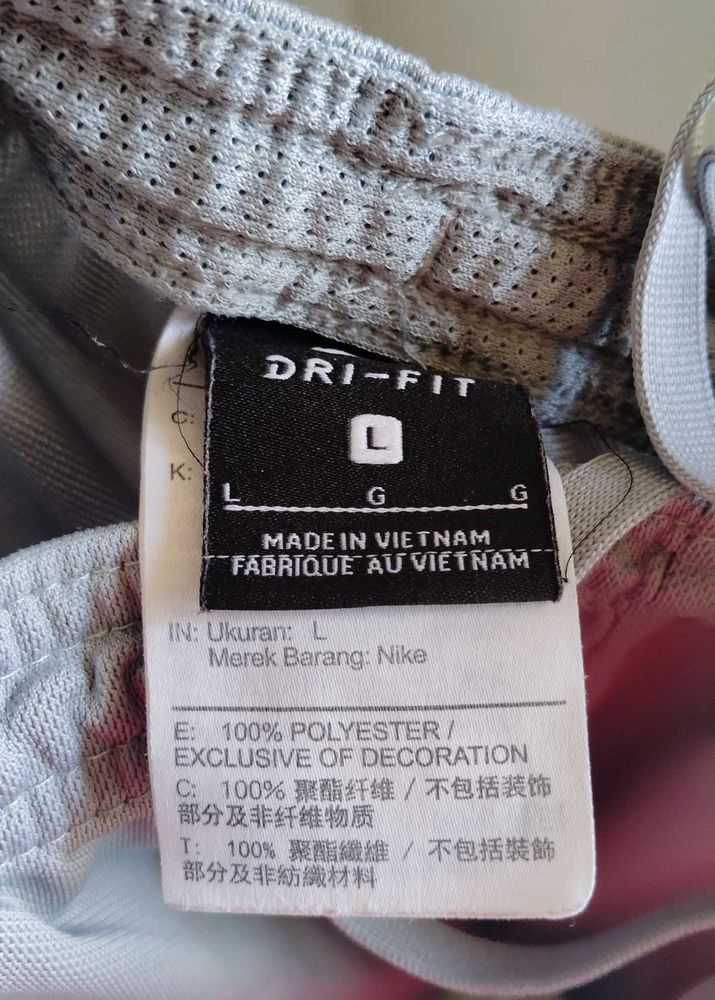 DRI-FIT
L
L G G
MADE IN VIETNAM
FABRIQUE AU VIETNAM
C:
K:
IN: Ukuran: L
Merek Barang: Nike
E: 100% POLYESTER /
EXCLUSIVE OF DECORATION
C: 100% 聚酯纤维 / 不包括装饰
部分及非纤维物质
T: 100% 聚酯纖維 / 不包括裝飾
部分及非紡織材料